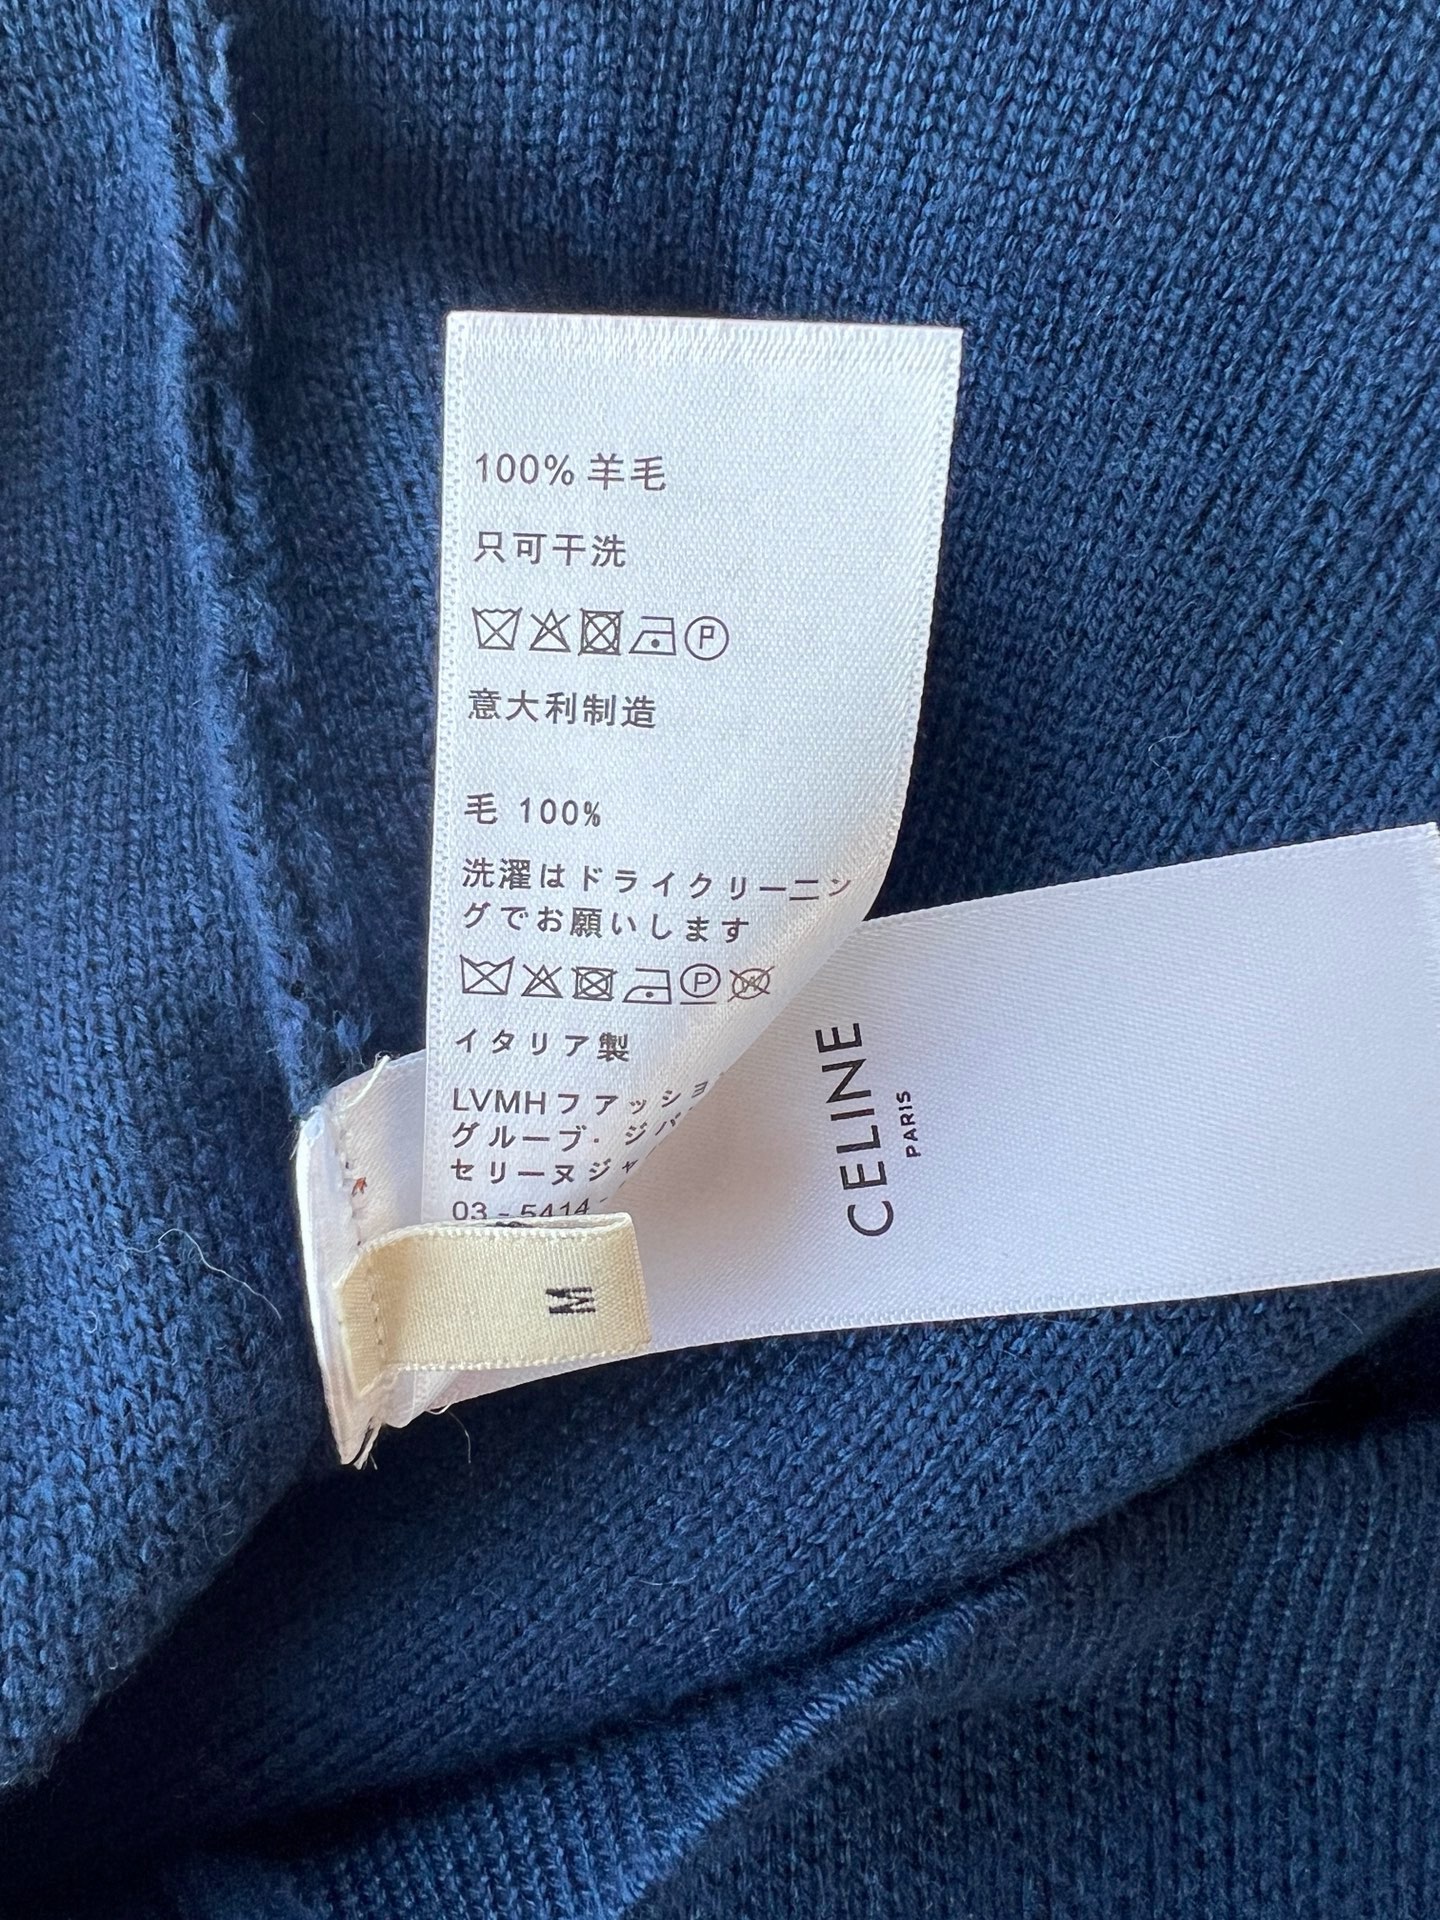 100% 羊毛
只可干洗
P
意大利制造
毛 100%
洗濯はドライクリーニン
グでお願いします
P W
イタリア製
LVMHファッショ
グループ・ジバ
セリーヌジャ
03-5414-
M
CELINE
PARIS